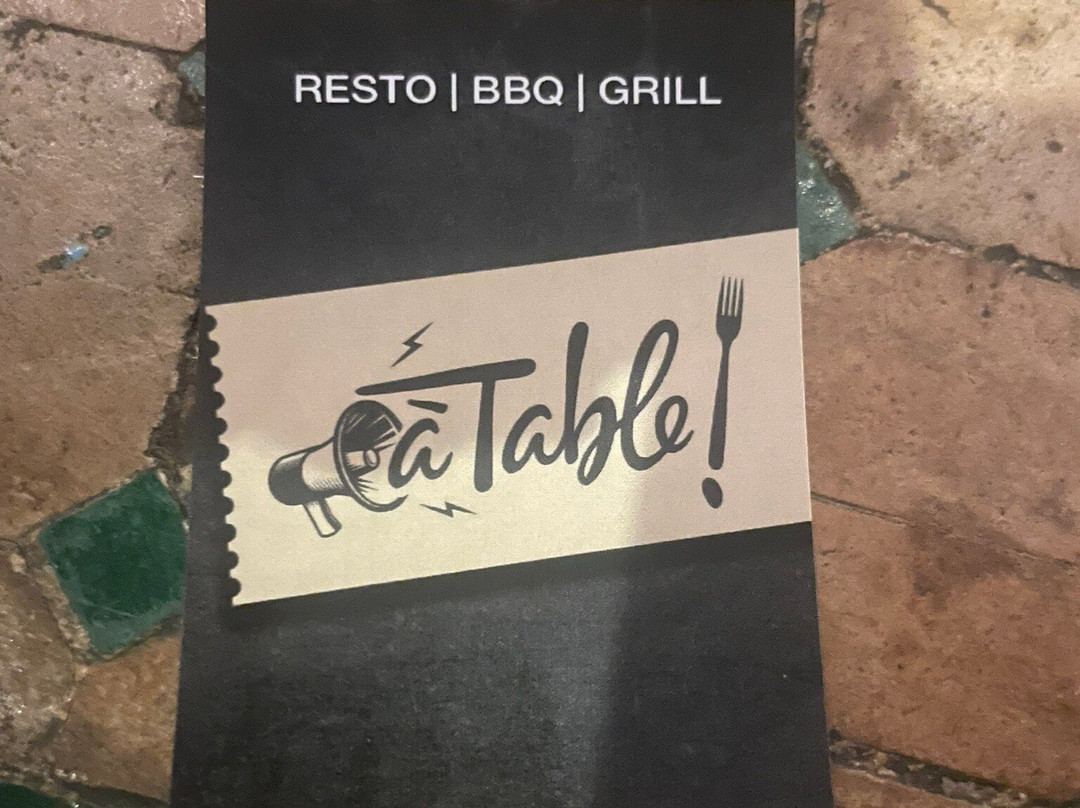 RESTO | BBQ | GRILL
à Table!